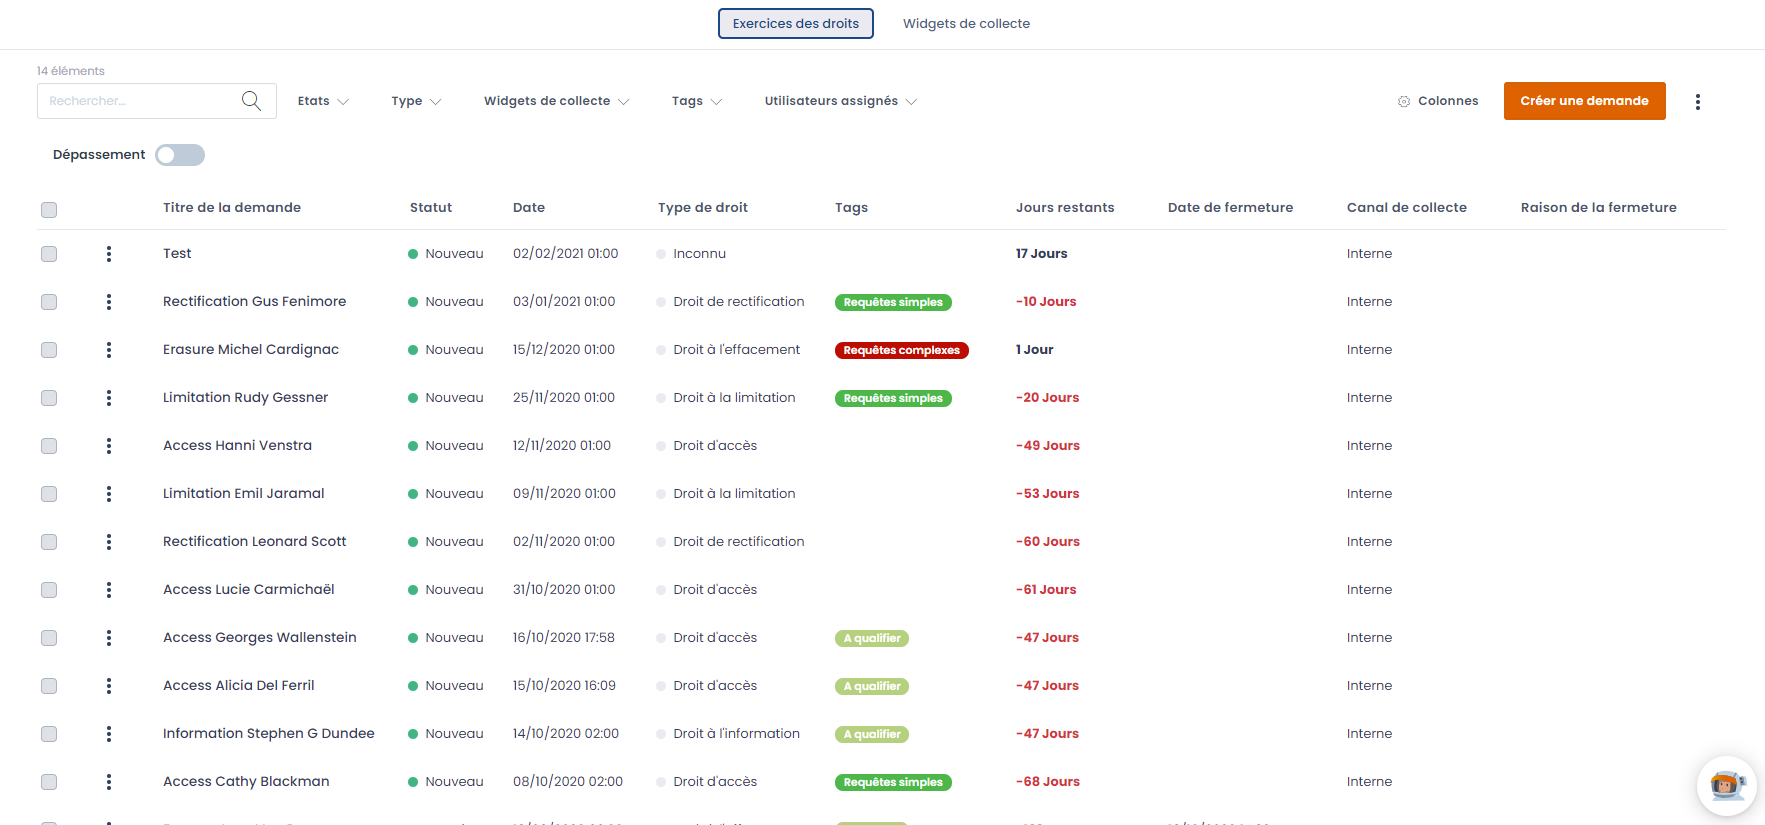 Exercices des droits Widgets de collecte
14 éléments
Rechercher... Etats Type Widgets de collecte Tags Utilisateurs assignés Colonnes Créer une demande
Dépassement
Titre de la demande Statut Date Type de droit Tags Jours restants Date de fermeture Canal de collecte Raison de la fermeture
Test Nouveau 02/02/2021 01:00 Inconnu 17 Jours Interne
Rectification Gus Fenimore Nouveau 03/01/2021 01:00 Droit de rectification Requêtes simples -10 Jours Interne
Erasure Michel Cardignac Nouveau 15/12/2020 01:00 Droit à l'effacement Requêtes complexes 1 Jour Interne
Limitation Rudy Gessner Nouveau 25/11/2020 01:00 Droit à la limitation Requêtes simples -20 Jours Interne
Access Hanni Venstra Nouveau 12/11/2020 01:00 Droit d'accès -49 Jours Interne
Limitation Emil Jaramal Nouveau 09/11/2020 01:00 Droit à la limitation -53 Jours Interne
Rectification Leonard Scott Nouveau 02/11/2020 01:00 Droit de rectification -60 Jours Interne
Access Lucie Carmichaël Nouveau 31/10/2020 01:00 Droit d'accès -61 Jours Interne
Access Georges Wallenstein Nouveau 16/10/2020 17:58 Droit d'accès A qualifier -47 Jours Interne
Access Alicia Del Ferril Nouveau 15/10/2020 16:09 Droit d'accès A qualifier -47 Jours Interne
Information Stephen G Dundee Nouveau 14/10/2020 02:00 Droit à l'information A qualifier -47 Jours Interne
Access Cathy Blackman Nouveau 08/10/2020 02:00 Droit d'accès Requêtes simples -68 Jours Interne